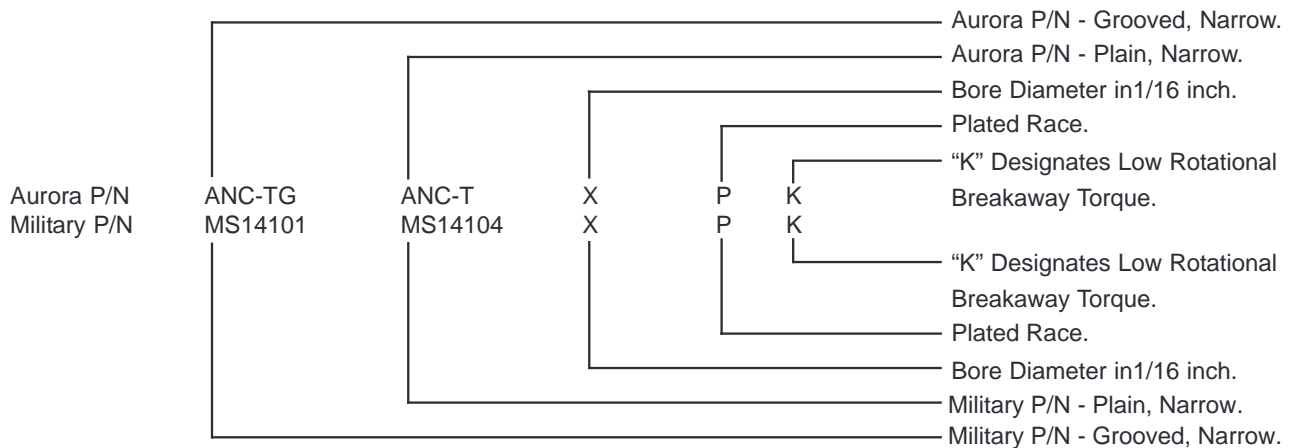 Aurora P/N - Grooved, Narrow.
Aurora P/N - Plain, Narrow.
Bore Diameter in1/16 inch.
Plated Race.
“K” Designates Low Rotational
Breakaway Torque.
Aurora P/N ANC-TG ANC-T X P K
Military P/N MS14101 MS14104 X P K
“K” Designates Low Rotational
Breakaway Torque.
Plated Race.
Bore Diameter in1/16 inch.
Military P/N - Plain, Narrow.
Military P/N - Grooved, Narrow.